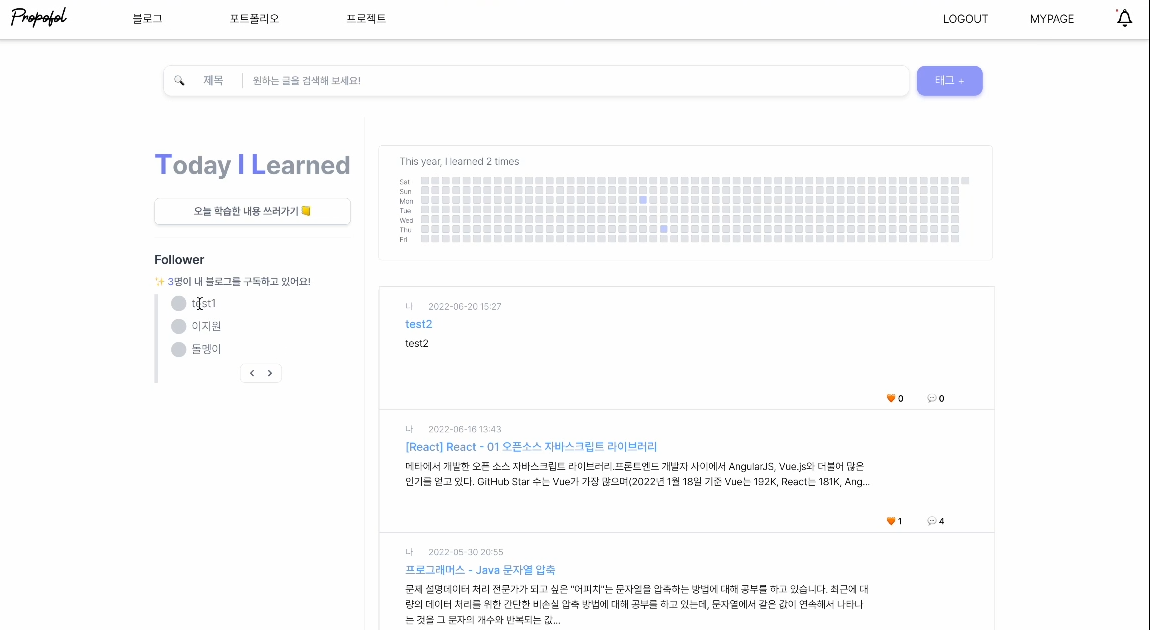 Propofol 블로그 포트폴리오 프로젝트 LOGOUT MYPAGE
제목 원하는 글을 검색해 보세요!
태그 +
Today I Learned
오늘 학습한 내용 쓰러가기
Follower
3명이 내 블로그를 구독하고 있어요!
test1
이지원
돌멩이
This year, I learned 2 times
Sat
Sun
Mon
Tue
Wed
Thu
Fri
나 2022-06-20 15:27
test2
test2
0 0
나 2022-06-16 13:43
[React] React - 01 오픈소스 자바스크립트 라이브러리
메타에서 개발한 오픈 소스 자바스크립트 라이브러리.프론트엔드 개발자 사이에서 AngularJS, Vue.js와 더불어 많은
인기를 얻고 있다. GitHub Star 수는 Vue가 가장 많으며(2022년 1월 18일 기준 Vue는 192K, React는 181K, Ang...
1 4
나 2022-05-30 20:55
프로그래머스 - Java 문자열 압축
문제 설명데이터 처리 전문가가 되고 싶은 "어피치"는 문자열을 압축하는 방법에 대해 공부를 하고 있습니다. 최근에 대
량의 데이터 처리를 위한 간단한 비손실 압축 방법에 대해 공부를 하고 있는데, 문자열에서 같은 값이 연속해서 나타나
는 것을 그 문자의 개수와 반복되는 값...